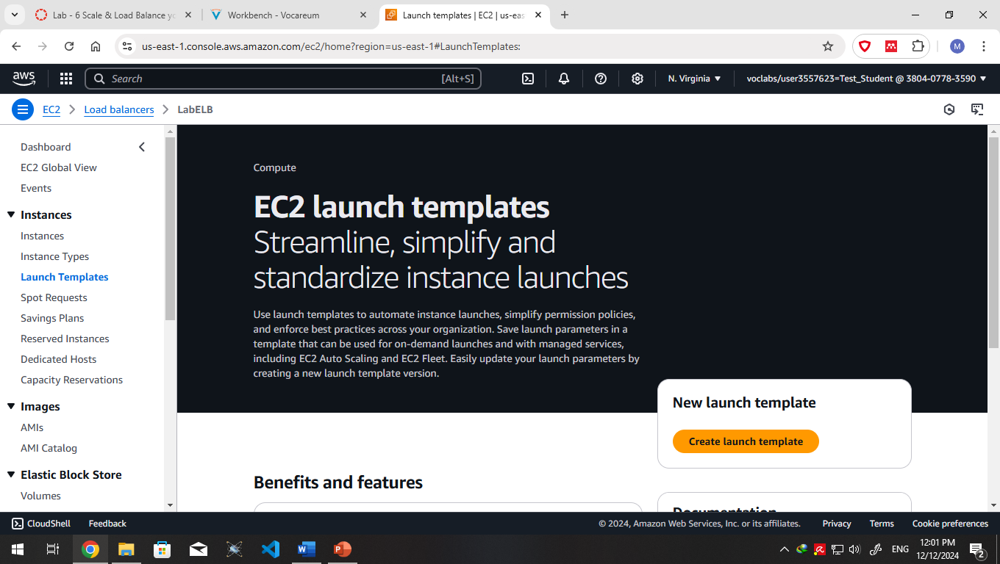 Lab - 6 Scale & Load Balance yo
Workbench - Vocareum
Launch templates | EC2 | us-eas
us-east-1.console.aws.amazon.com/ec2/home?region=us-east-1#LaunchTemplates:
M
aws
Search
[Alt+S]
N. Virginia
voclabs/user3557623=Test_Student @ 3804-0778-3590
EC2
Load balancers
LabELB
Dashboard
EC2 Global View
Events
Instances
Instances
Instance Types
Launch Templates
Spot Requests
Savings Plans
Reserved Instances
Dedicated Hosts
Capacity Reservations
Images
AMIs
AMI Catalog
Elastic Block Store
Volumes
Compute
EC2 launch templates
Streamline, simplify and
standardize instance launches
Use launch templates to automate instance launches, simplify permission policies,
and enforce best practices across your organization. Save launch parameters in a
template that can be used for on-demand launches and with managed services,
including EC2 Auto Scaling and EC2 Fleet. Easily update your launch parameters by
creating a new launch template version.
New launch template
Create launch template
Benefits and features
Documentation
CloudShell
Feedback
© 2024, Amazon Web Services, Inc. or its affiliates.
Privacy
Terms
Cookie preferences
ENG
12:01 PM
12/12/2024
2